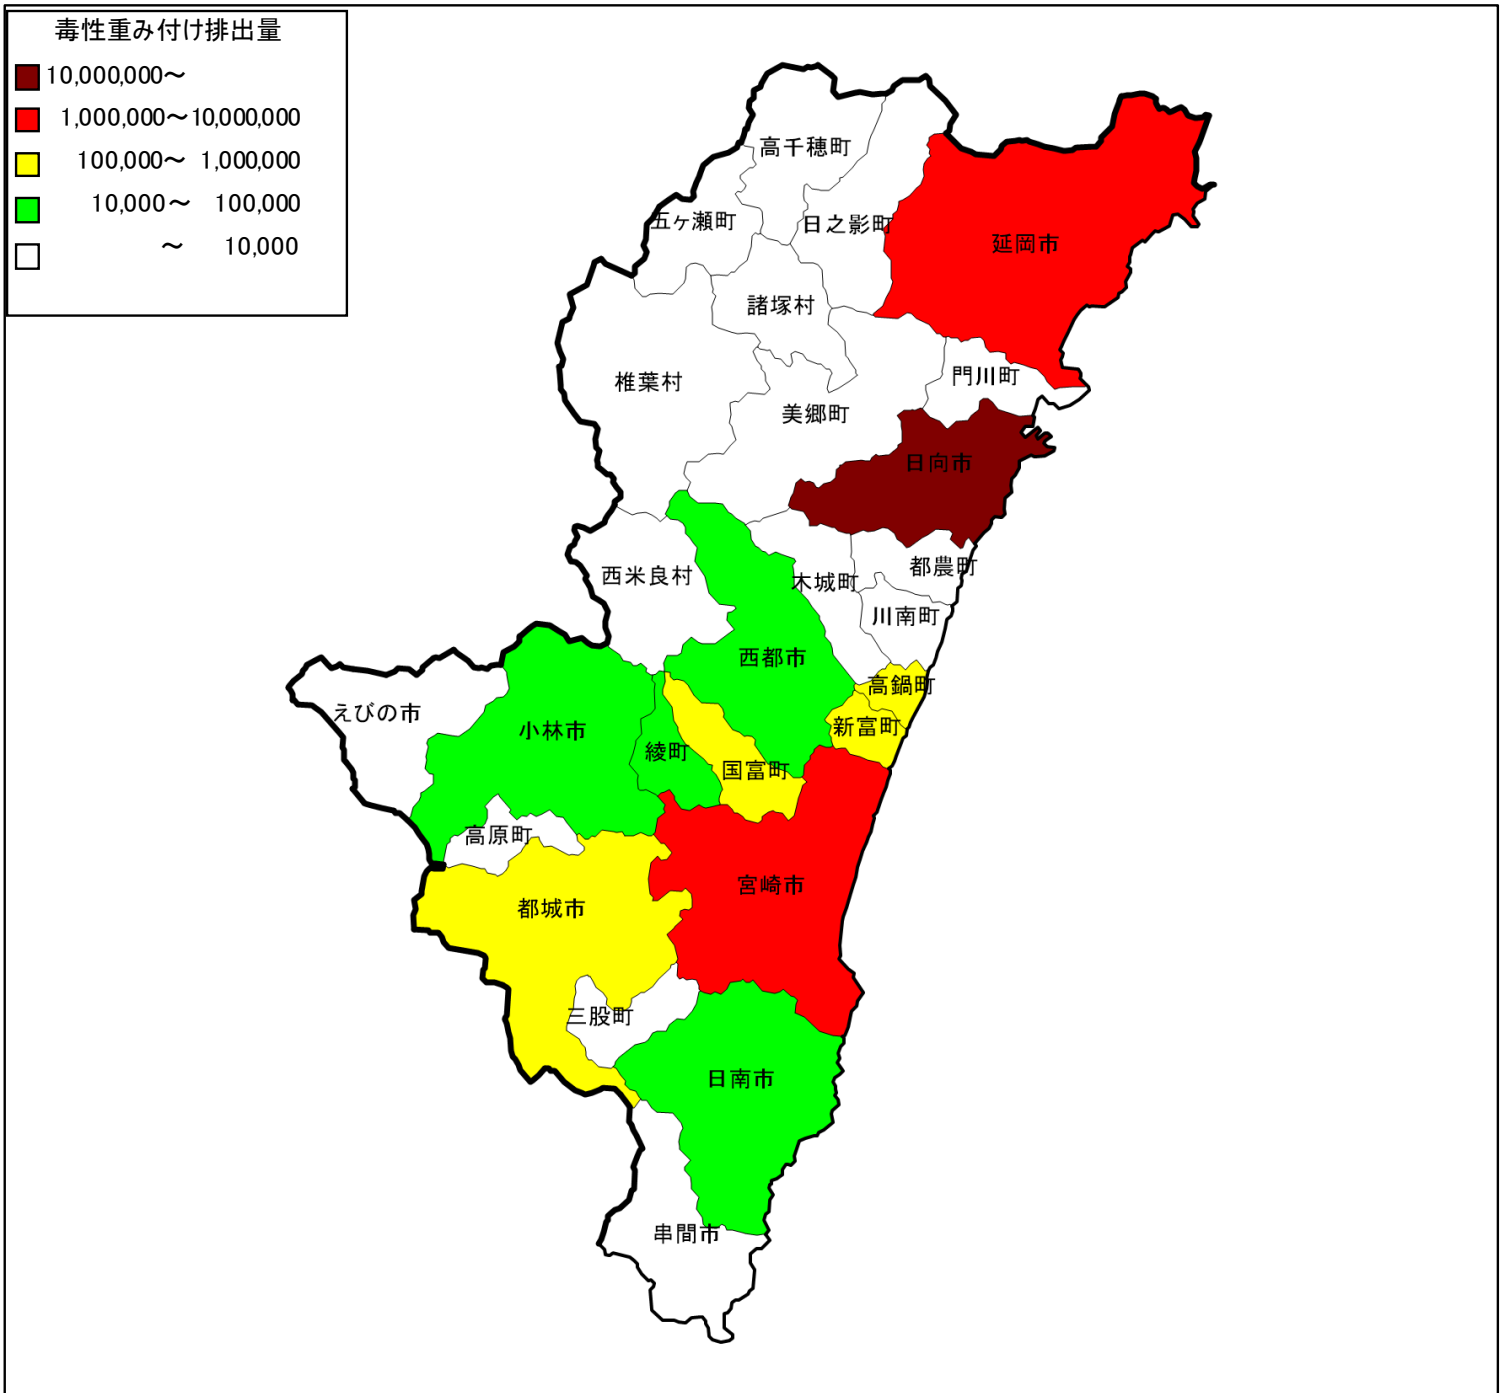 毒性重み付け排出量
10,000,000～
1,000,000～10,000,000
100,000～ 1,000,000
10,000～ 100,000
～ 10,000
高千穂町
五ヶ瀬町
日之影町
延岡市
諸塚村
椎葉村
門川町
美郷町
日向市
西米良村
木城町
都農町
川南町
西都市
高鍋町
えびの市
小林市
新富町
綾町
国富町
高原町
宮崎市
都城市
三股町
日南市
串間市